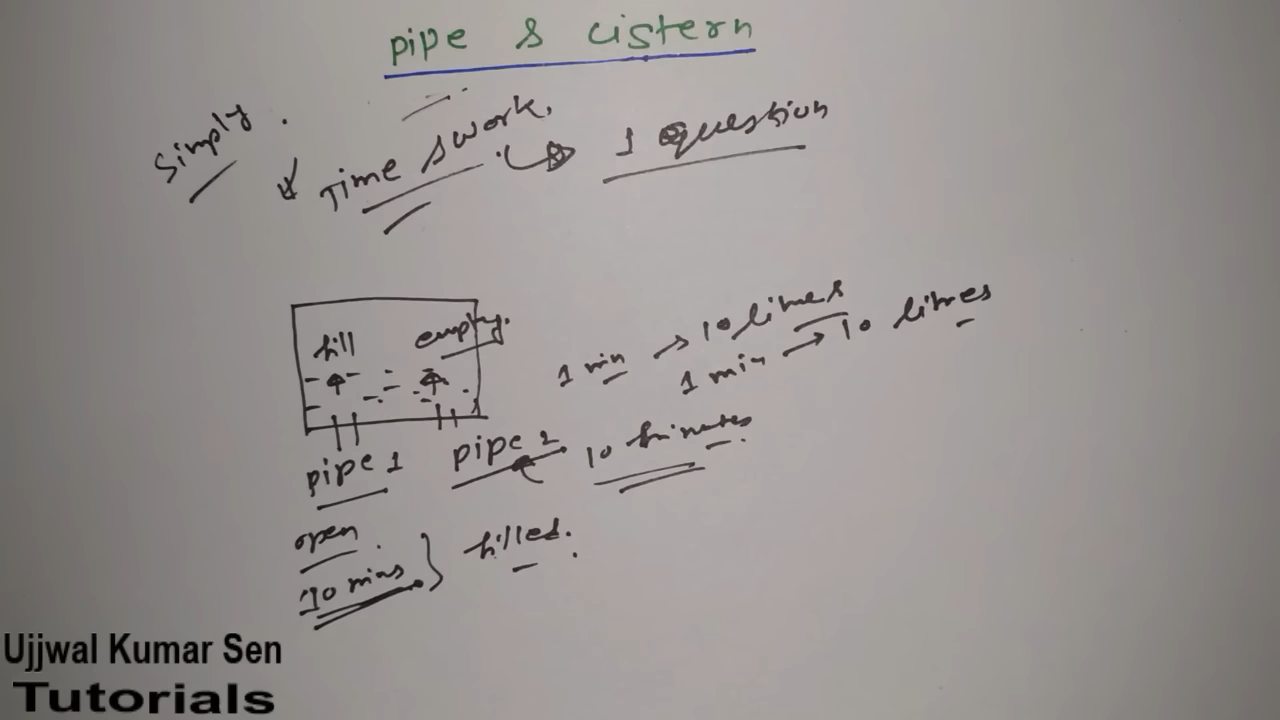 pipe & cistern
Simply.
Time & work.
1 question
fill empty.
1 min → 10 litres
1 min → 10 litres
pipe 1 pipe 2
10 minutes
open
10 mins } filled.
Ujjwal Kumar Sen
Tutorials